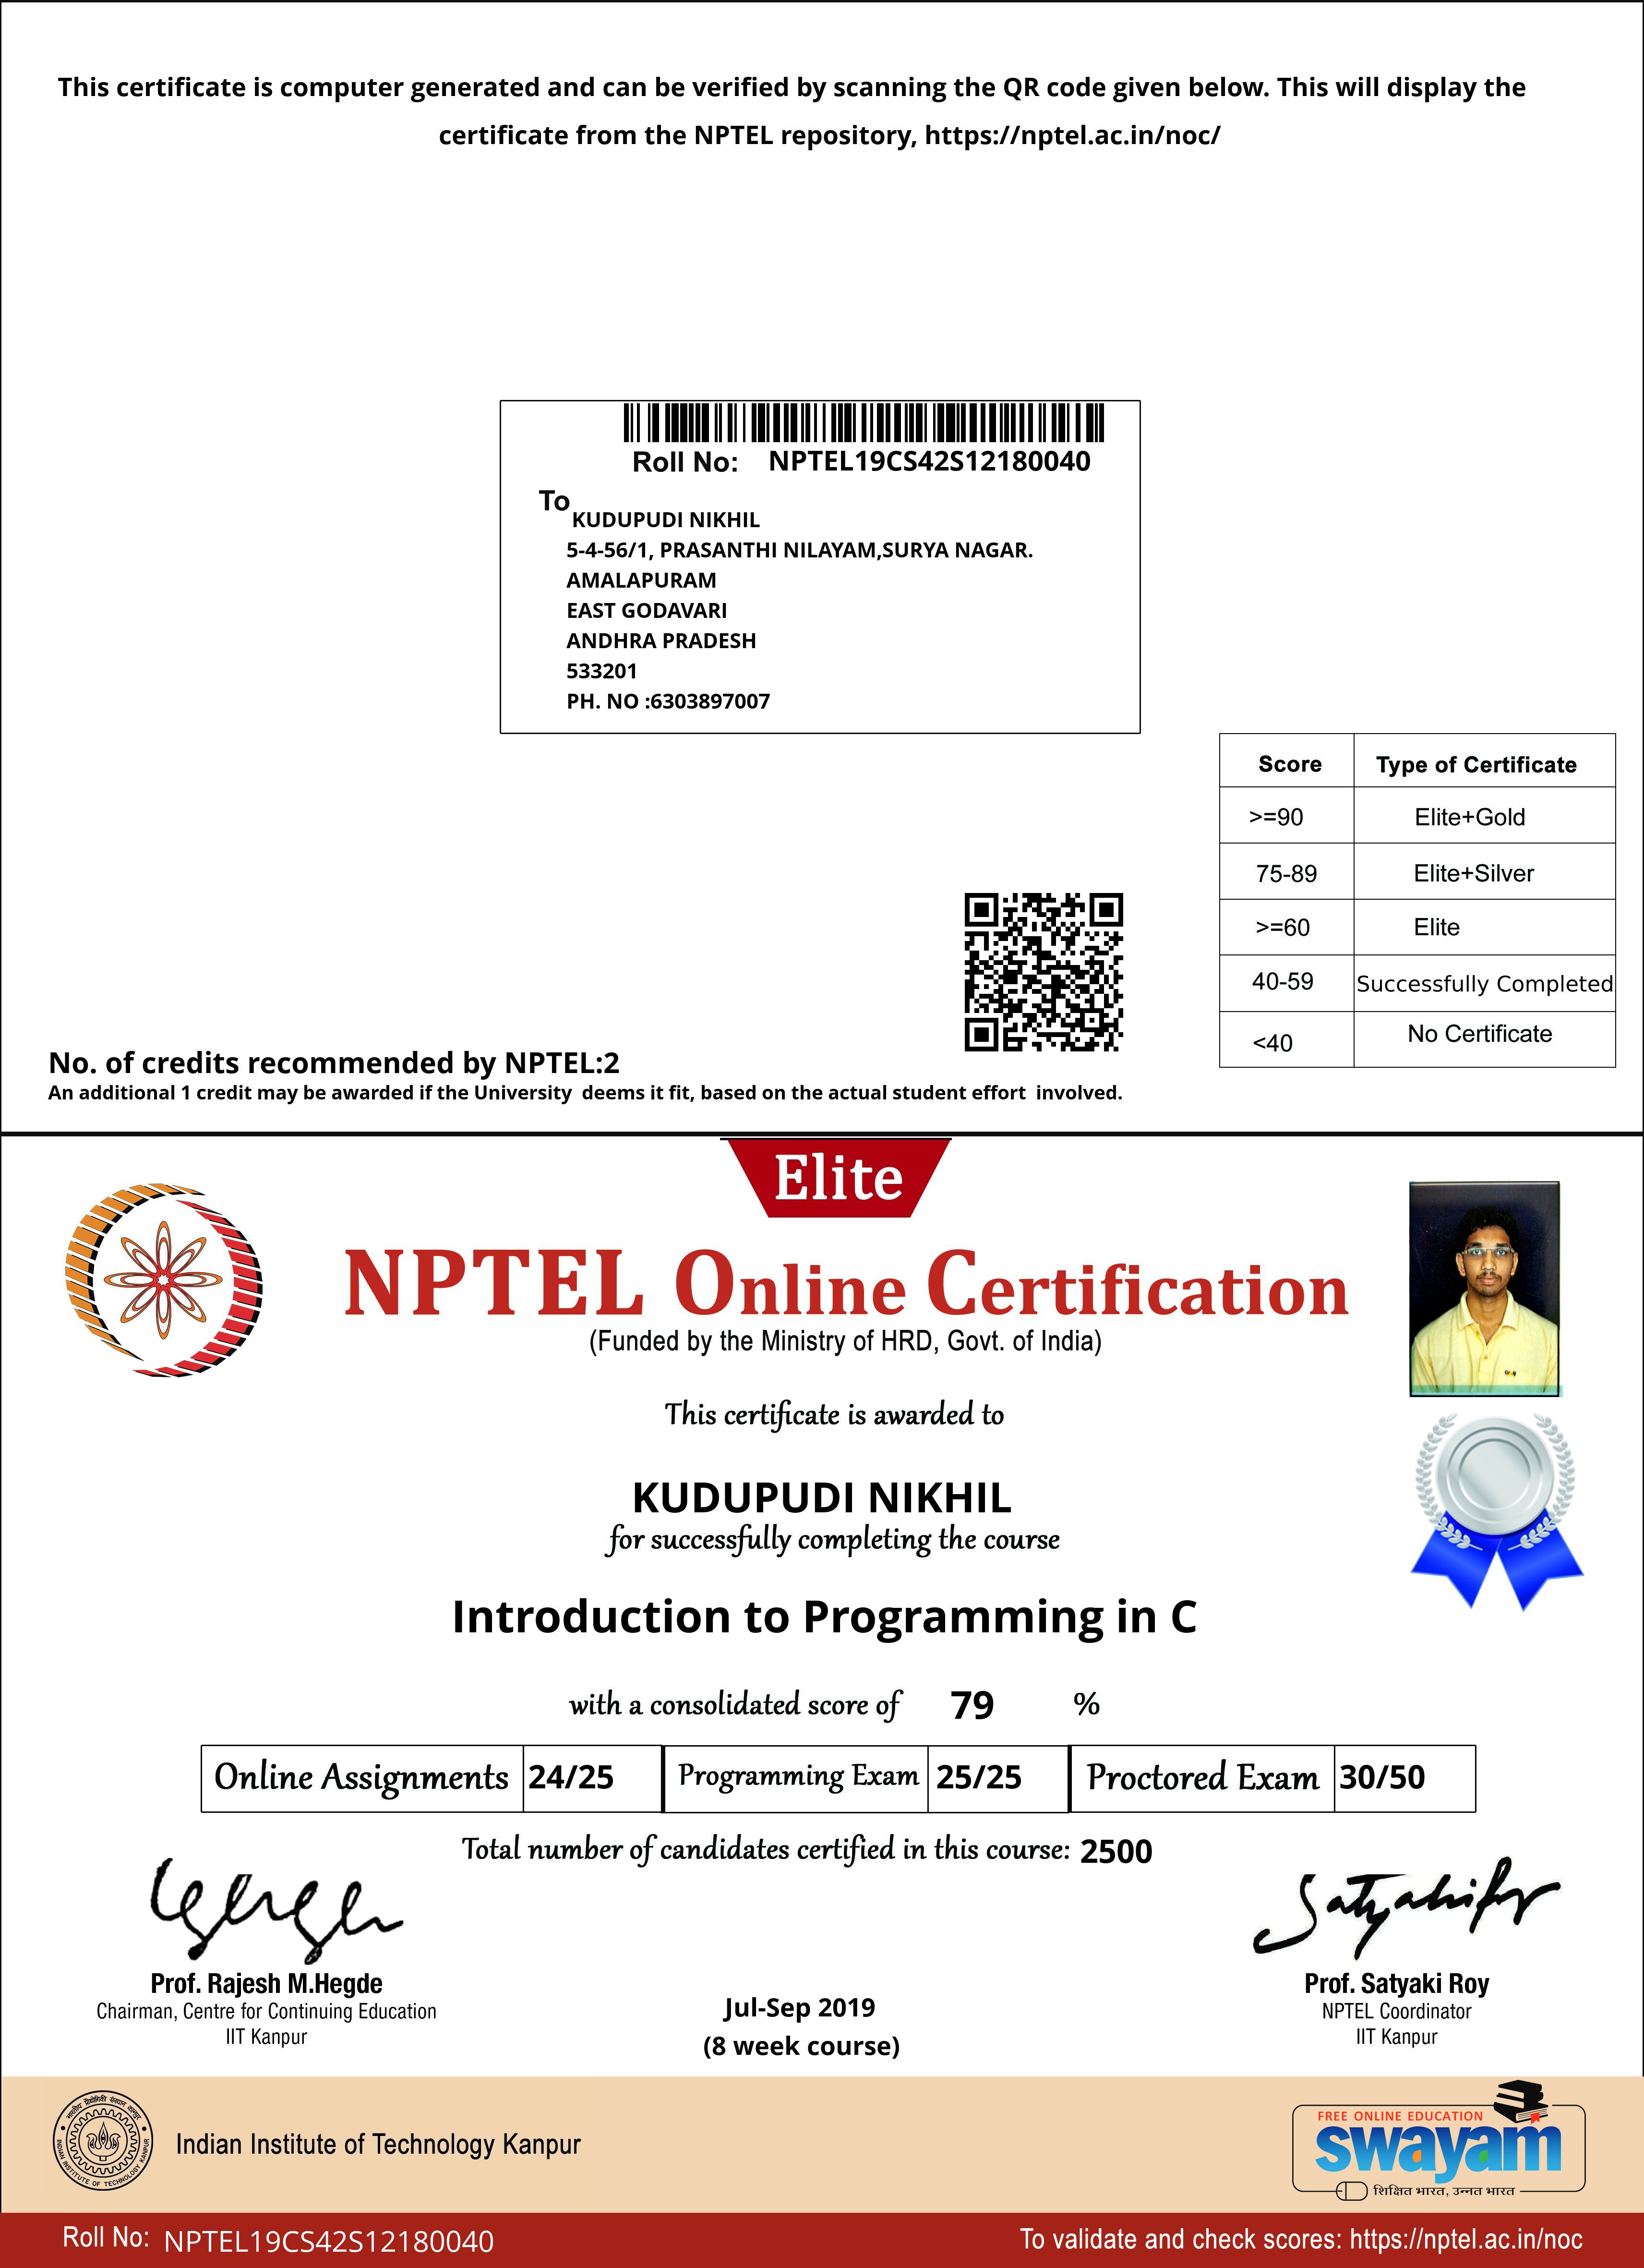 This certificate is computer generated and can be verified by scanning the QR code given below. This will display the
certificate from the NPTEL repository, https://nptel.ac.in/noc/
Roll No: NPTEL19CS42S12180040
To
KUDUPUDI NIKHIL
5-4-56/1, PRASANTHI NILAYAM,SURYA NAGAR.
AMALAPURAM
EAST GODAVARI
ANDHRA PRADESH
533201
PH. NO :6303897007
Score Type of Certificate
>=90 Elite+Gold
75-89 Elite+Silver
>=60 Elite
40-59 Successfully Completed
<40 No Certificate
No. of credits recommended by NPTEL:2
An additional 1 credit may be awarded if the University deems it fit, based on the actual student effort involved.
Elite
NPTEL Online Certification
(Funded by the Ministry of HRD, Govt. of India)
This certificate is awarded to
KUDUPUDI NIKHIL
for successfully completing the course
Introduction to Programming in C
with a consolidated score of 79 %
Online Assignments 24/25 Programming Exam 25/25 Proctored Exam 30/50
Total number of candidates certified in this course: 2500
Prof. Rajesh M.Hegde
Chairman, Centre for Continuing Education
IIT Kanpur
Jul-Sep 2019
(8 week course)
Prof. Satyaki Roy
NPTEL Coordinator
IIT Kanpur
INDIAN INSTITUTE OF TECHNOLOGY KANPUR
Indian Institute of Technology Kanpur
FREE ONLINE EDUCATION
swayam
शिक्षित भारत, उन्नत भारत
Roll No: NPTEL19CS42S12180040
To validate and check scores: https://nptel.ac.in/noc